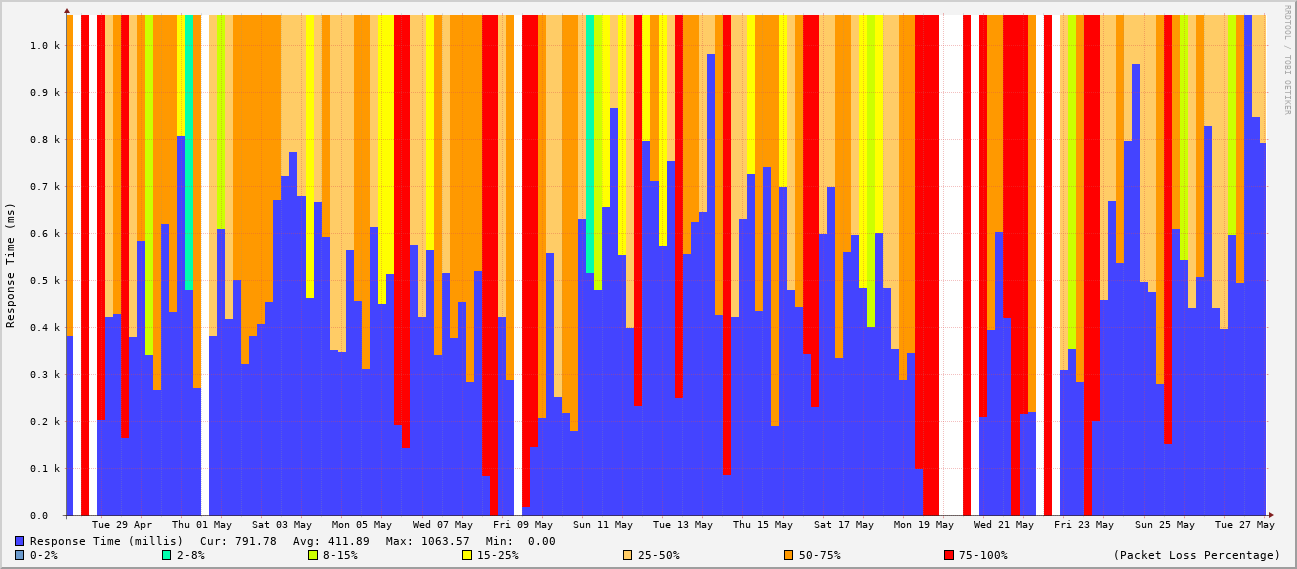 RRDTOOL / TOBI OETIKER
Response Time (ms)
1.0 k
0.9 k
0.8 k
0.7 k
0.6 k
0.5 k
0.4 k
0.3 k
0.2 k
0.1 k
0.0
Tue 29 Apr Thu 01 May Sat 03 May Mon 05 May Wed 07 May Fri 09 May Sun 11 May Tue 13 May Thu 15 May Sat 17 May Mon 19 May Wed 21 May Fri 23 May Sun 25 May Tue 27 May
Response Time (millis) Cur: 791.78 Avg: 411.89 Max: 1063.57 Min: 0.00
0-2% 2-8% 8-15% 15-25% 25-50% 50-75% 75-100% (Packet Loss Percentage)